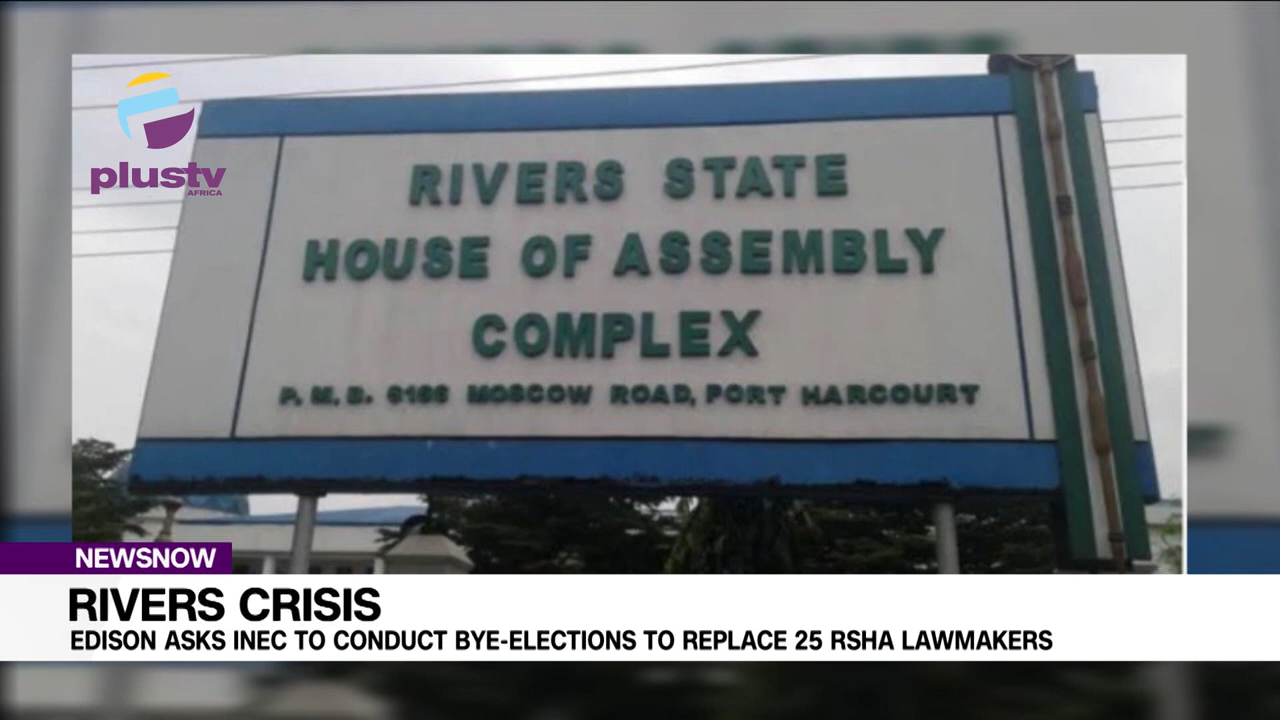 plustv
AFRICA
RIVERS STATE
HOUSE OF ASSEMBLY
COMPLEX
P. M. B. 6166 MOSCOW ROAD, PORT HARCOURT
NEWSNOW
RIVERS CRISIS
EDISON ASKS INEC TO CONDUCT BYE-ELECTIONS TO REPLACE 25 RSHA LAWMAKERS